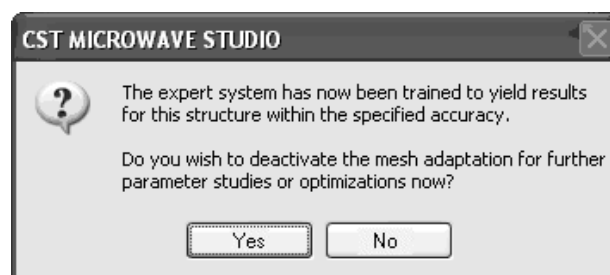 CST MICROWAVE STUDIO
The expert system has now been trained to yield results
for this structure within the specified accuracy.
Do you wish to deactivate the mesh adaptation for further
parameter studies or optimizations now?
Yes
No